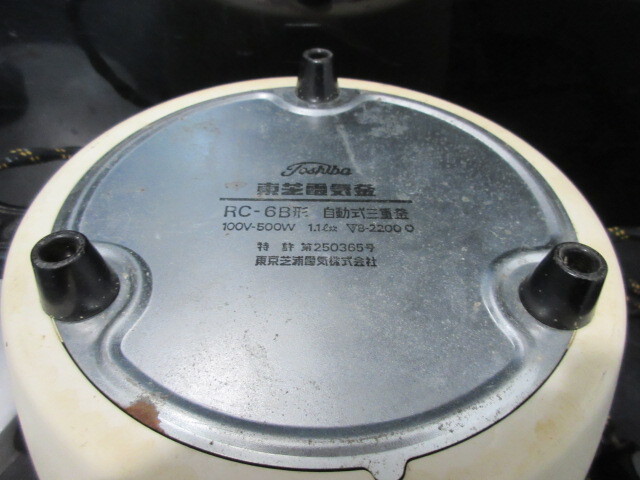 Toshiba
東芝電気釜
RC-6B形 自動式三重釜
100V-500W 1.1ℓ ▽8-2200
特許 第250365号
東京芝浦電気株式会社